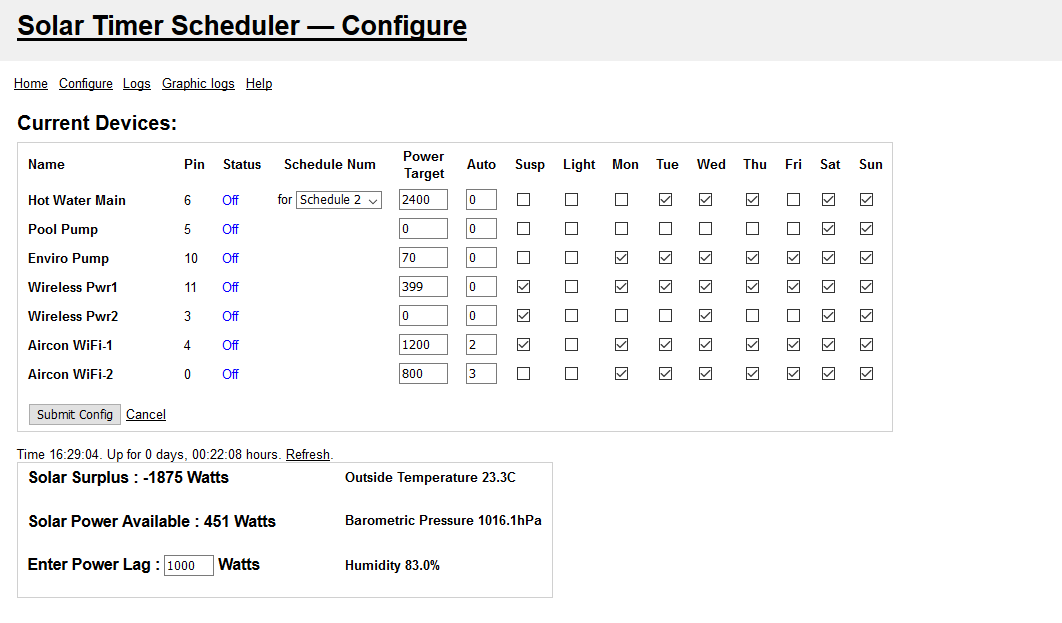 Solar Timer Scheduler — Configure
Home Configure Logs Graphic logs Help
Current Devices:
Name Pin Status Schedule Num Power Target Auto Susp Light Mon Tue Wed Thu Fri Sat Sun
Hot Water Main 6 Off for Schedule 2 2400 0
Pool Pump 5 Off 0 0
Enviro Pump 10 Off 70 0
Wireless Pwr1 11 Off 399 0
Wireless Pwr2 3 Off 0 0
Aircon WiFi-1 4 Off 1200 2
Aircon WiFi-2 0 Off 800 3
Submit Config Cancel
Time 16:29:04. Up for 0 days, 00:22:08 hours. Refresh.
Solar Surplus : -1875 Watts Outside Temperature 23.3C
Solar Power Available : 451 Watts Barometric Pressure 1016.1hPa
Enter Power Lag : 1000 Watts Humidity 83.0%